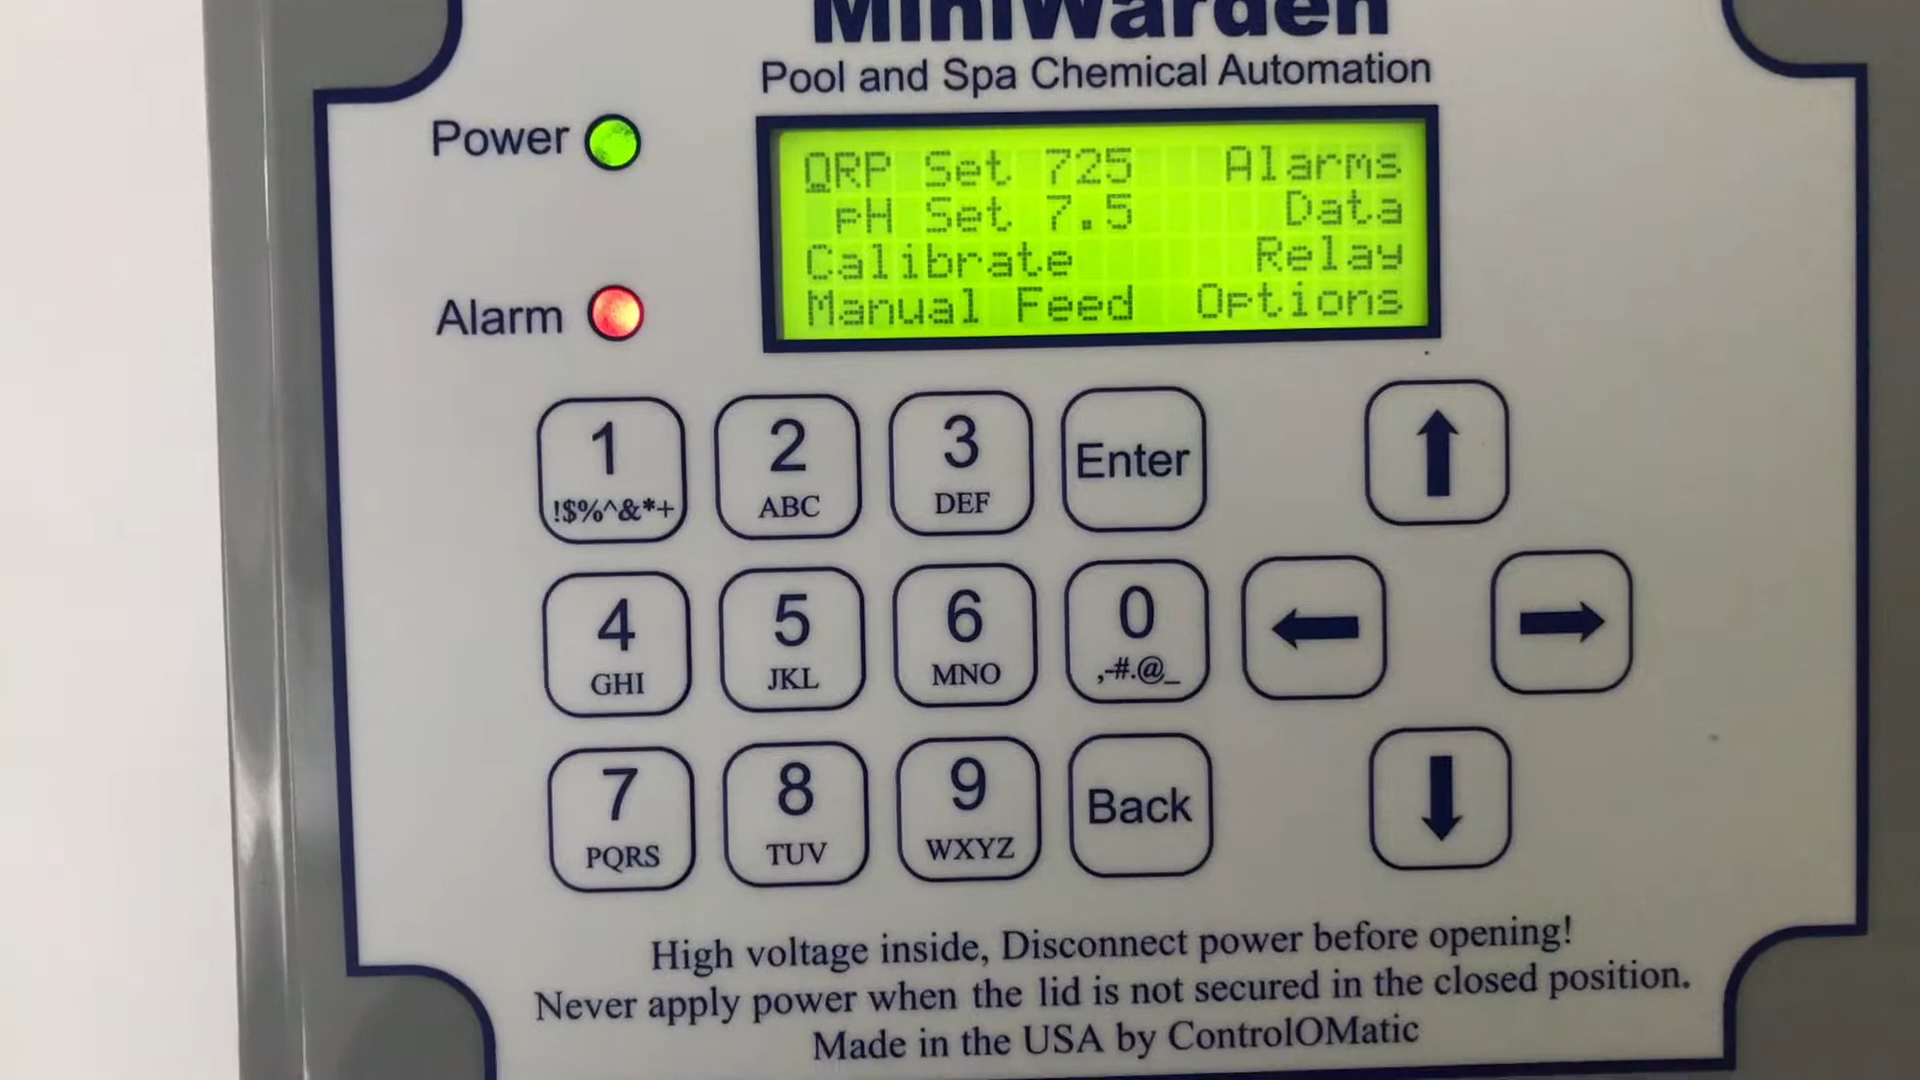 MiniWarden
Pool and Spa Chemical Automation
Power
ORP Set 725 Alarms
pH Set 7.5 Data
Calibrate Relay
Manual Feed Options
Alarm
1 2 3 Enter
!$%^&*+ ABC DEF
4 5 6 0
GHI JKL MNO ,-#.@_
7 8 9 Back
PQRS TUV WXYZ
High voltage inside, Disconnect power before opening!
Never apply power when the lid is not secured in the closed position.
Made in the USA by ControlOMatic